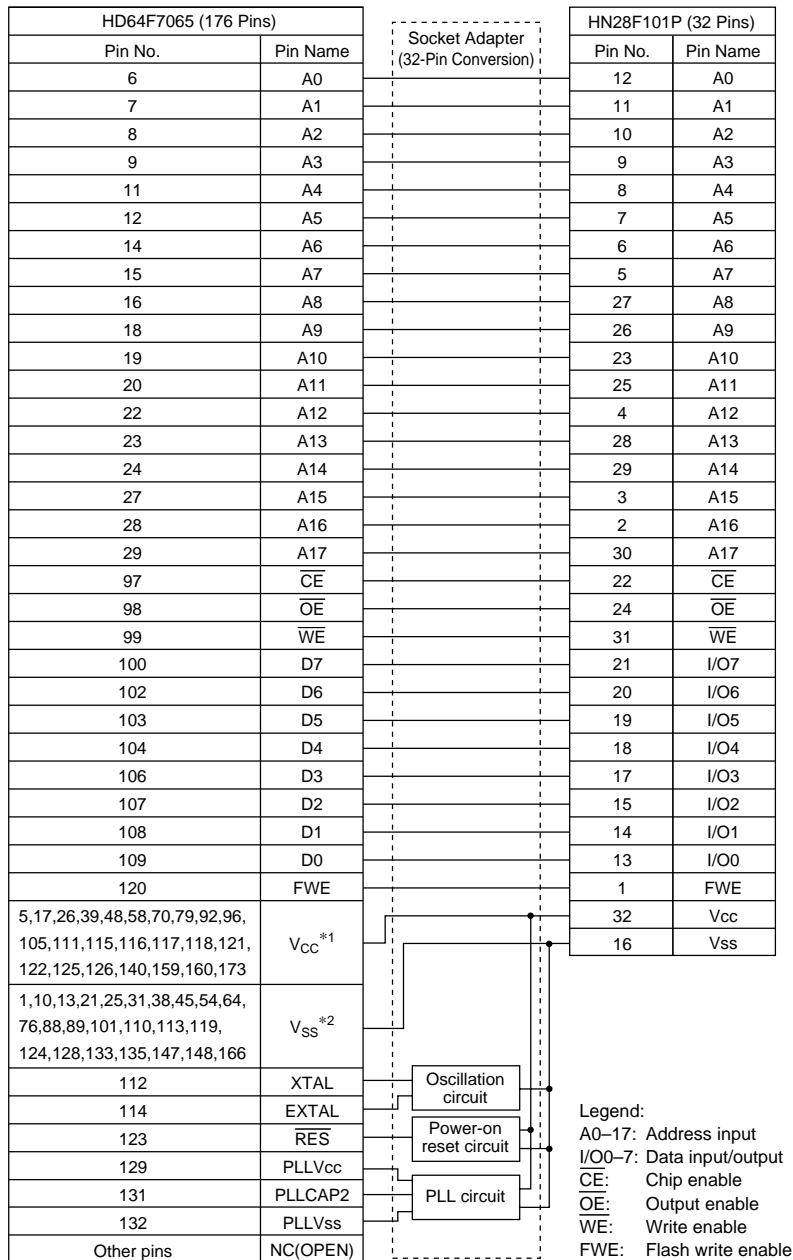 HD64F7065 (176 Pins)
Socket Adapter
(32-Pin Conversion)
HN28F101P (32 Pins)
Pin No. Pin Name Pin No. Pin Name
6 A0 12 A0
7 A1 11 A1
8 A2 10 A2
9 A3 9 A3
11 A4 8 A4
12 A5 7 A5
14 A6 6 A6
15 A7 5 A7
16 A8 27 A8
18 A9 26 A9
19 A10 23 A10
20 A11 25 A11
22 A12 4 A12
23 A13 28 A13
24 A14 29 A14
27 A15 3 A15
28 A16 2 A16
29 A17 30 A17
97 C̅E̅ 22 C̅E̅
98 O̅E̅ 24 O̅E̅
99 W̅E̅ 31 W̅E̅
100 D7 21 I/O7
102 D6 20 I/O6
103 D5 19 I/O5
104 D4 18 I/O4
106 D3 17 I/O3
107 D2 15 I/O2
108 D1 14 I/O1
109 D0 13 I/O0
120 FWE 1 FWE
5,17,26,39,48,58,70,79,92,96,
105,111,115,116,117,118,121,
122,125,126,140,159,160,173
VCC*1
32 Vcc
16 Vss
1,10,13,21,25,31,38,45,54,64,
76,88,89,101,110,113,119,
124,128,133,135,147,148,166
VSS*2
112 XTAL
114 EXTAL
Oscillation
circuit
123 R̅E̅S̅
Power-on
reset circuit
129 PLLVcc
131 PLLCAP2
132 PLLVss
PLL circuit
Other pins NC(OPEN)
Legend:
A0–17: Address input
I/O0–7: Data input/output
C̅E̅: Chip enable
O̅E̅: Output enable
W̅E̅: Write enable
FWE: Flash write enable